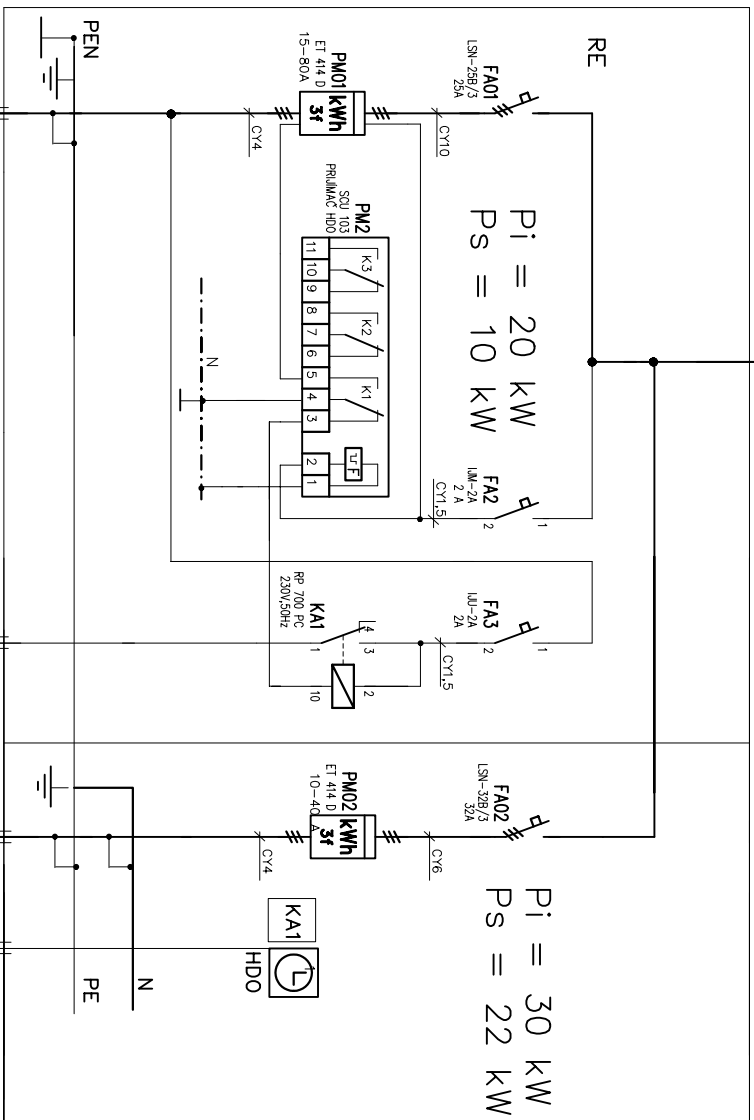 RE
FA01
LSN-25B/3
25A
CY10
PM01
ET 414 D
15-80A
kWh
3f
CY4
PEN
Pi = 20 kW
Ps = 10 kW
PM2
SCU 103
PRIJÍMAČ HDO
11 10 9 8 7 6 5 4 3 2 1
K3
K2
K1
F
N
FA2
IJM-2A
2 A
1
2
CY1,5
FA3
IJU-2A
2A
1
2
CY1,5
KA1
RP 700 PC
230V,50Hz
4
3
1
2
10
FA02
LSN-32B/3
32A
CY6
PM02
ET 414 D
10-40 A
kWh
3f
CY4
Pi = 30 kW
Ps = 22 kW
KA1
HDO
N
PE